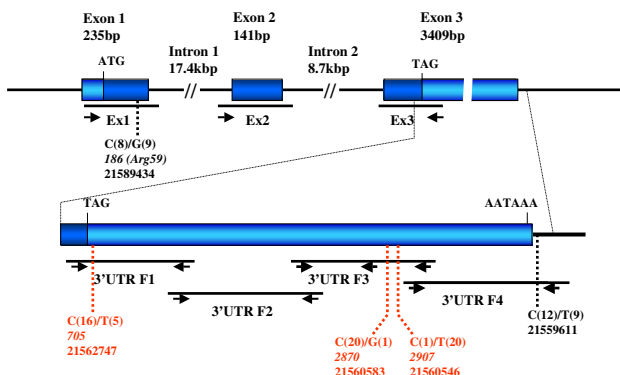 Exon 1
235bp
Exon 2
141bp
Exon 3
3409bp
Intron 1
17.4kbp
Intron 2
8.7kbp
ATG
TAG
//
//
Ex1
Ex2
Ex3
C(8)/G(9)
186 (Arg59)
21589434
TAG
AATAAA
3'UTR F1
3'UTR F2
3'UTR F3
3'UTR F4
C(16)/T(5)
705
21562747
C(20)/G(1)
2870
21560583
C(1)/T(20)
2907
21560546
C(12)/T(9)
21559611